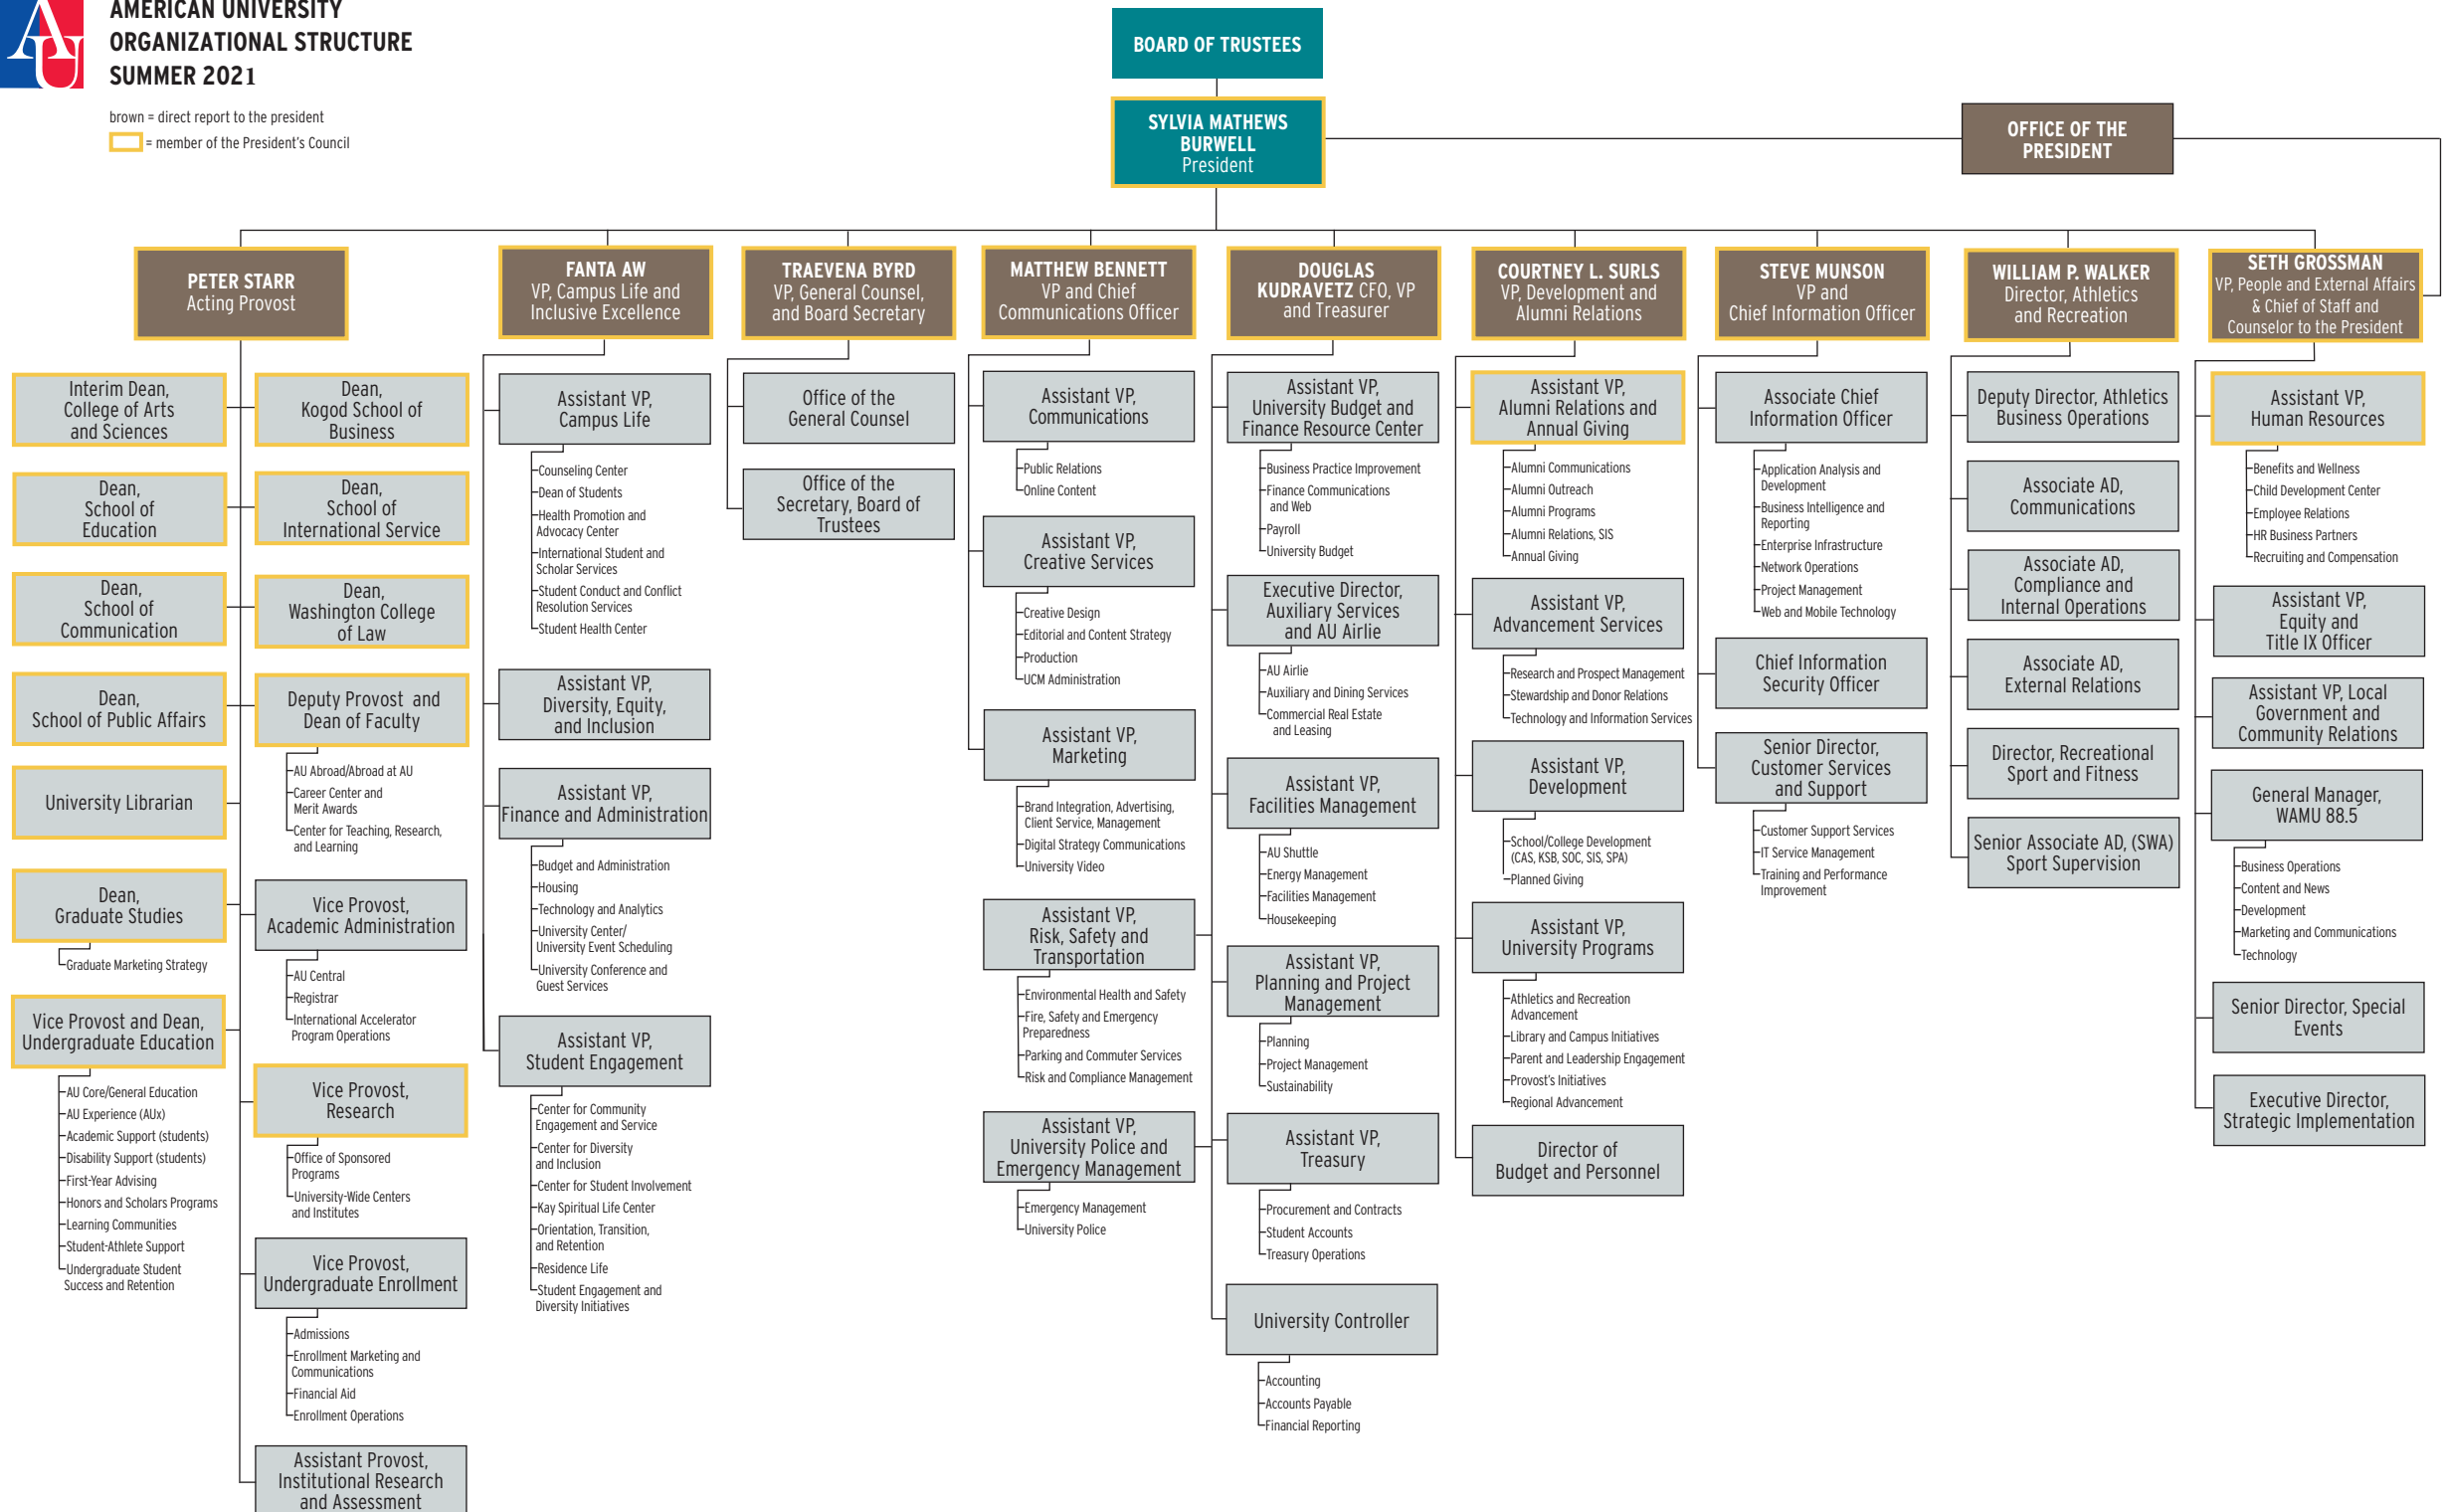 AU
AMERICAN UNIVERSITY
ORGANIZATIONAL STRUCTURE
SUMMER 2021
brown = direct report to the president
= member of the President's Council
BOARD OF TRUSTEES
SYLVIA MATHEWS
BURWELL
President
OFFICE OF THE
PRESIDENT
PETER STARR
Acting Provost
Interim Dean,
College of Arts
and Sciences
Dean,
Kogod School of
Business
Dean,
School of
Education
Dean,
School of
International Service
Dean,
School of
Communication
Dean,
Washington College
of Law
Dean,
School of Public Affairs
Deputy Provost and
Dean of Faculty
AU Abroad/Abroad at AU
Career Center and
Merit Awards
Center for Teaching, Research,
and Learning
University Librarian
Dean,
Graduate Studies
Graduate Marketing Strategy
Vice Provost,
Academic Administration
AU Central
Registrar
International Accelerator
Program Operations
Vice Provost and Dean,
Undergraduate Education
AU Core/General Education
AU Experience (AUx)
Academic Support (students)
Disability Support (students)
First-Year Advising
Honors and Scholars Programs
Learning Communities
Student-Athlete Support
Undergraduate Student
Success and Retention
Vice Provost,
Research
Office of Sponsored
Programs
University-Wide Centers
and Institutes
Vice Provost,
Undergraduate Enrollment
Admissions
Enrollment Marketing and
Communications
Financial Aid
Enrollment Operations
Assistant Provost,
Institutional Research
and Assessment
FANTA AW
VP, Campus Life and
Inclusive Excellence
Assistant VP,
Campus Life
Counseling Center
Dean of Students
Health Promotion and
Advocacy Center
International Student and
Scholar Services
Student Conduct and Conflict
Resolution Services
Student Health Center
Assistant VP,
Diversity, Equity,
and Inclusion
Assistant VP,
Finance and Administration
Budget and Administration
Housing
Technology and Analytics
University Center/
University Event Scheduling
University Conference and
Guest Services
Assistant VP,
Student Engagement
Center for Community
Engagement and Service
Center for Diversity
and Inclusion
Center for Student Involvement
Kay Spiritual Life Center
Orientation, Transition,
and Retention
Residence Life
Student Engagement and
Diversity Initiatives
TRAEVENA BYRD
VP, General Counsel,
and Board Secretary
Office of the
General Counsel
Office of the
Secretary, Board of
Trustees
MATTHEW BENNETT
VP and Chief
Communications Officer
Assistant VP,
Communications
Public Relations
Online Content
Assistant VP,
Creative Services
Creative Design
Editorial and Content Strategy
Production
UCM Administration
Assistant VP,
Marketing
Brand Integration, Advertising,
Client Service, Management
Digital Strategy Communications
University Video
Assistant VP,
Risk, Safety and
Transportation
Environmental Health and Safety
Fire, Safety and Emergency
Preparedness
Parking and Commuter Services
Risk and Compliance Management
Assistant VP,
University Police and
Emergency Management
Emergency Management
University Police
DOUGLAS
KUDRAVETZ CFO, VP
and Treasurer
Assistant VP,
University Budget and
Finance Resource Center
Business Practice Improvement
Finance Communications
and Web
Payroll
University Budget
Executive Director,
Auxiliary Services
and AU Airlie
AU Airlie
Auxiliary and Dining Services
Commercial Real Estate
and Leasing
Assistant VP,
Facilities Management
AU Shuttle
Energy Management
Facilities Management
Housekeeping
Assistant VP,
Planning and Project
Management
Planning
Project Management
Sustainability
Assistant VP,
Treasury
Procurement and Contracts
Student Accounts
Treasury Operations
University Controller
Accounting
Accounts Payable
Financial Reporting
COURTNEY L. SURLS
VP, Development and
Alumni Relations
Assistant VP,
Alumni Relations and
Annual Giving
Alumni Communications
Alumni Outreach
Alumni Programs
Alumni Relations, SIS
Annual Giving
Assistant VP,
Advancement Services
Research and Prospect Management
Stewardship and Donor Relations
Technology and Information Services
Assistant VP,
Development
School/College Development
(CAS, KSB, SOC, SIS, SPA)
Planned Giving
Assistant VP,
University Programs
Athletics and Recreation
Advancement
Library and Campus Initiatives
Parent and Leadership Engagement
Provost's Initiatives
Regional Advancement
Director of
Budget and Personnel
STEVE MUNSON
VP and
Chief Information Officer
Associate Chief
Information Officer
Application Analysis and
Development
Business Intelligence and
Reporting
Enterprise Infrastructure
Network Operations
Project Management
Web and Mobile Technology
Chief Information
Security Officer
Senior Director,
Customer Services
and Support
Customer Support Services
IT Service Management
Training and Performance
Improvement
WILLIAM P. WALKER
Director, Athletics
and Recreation
Deputy Director, Athletics
Business Operations
Associate AD,
Communications
Associate AD,
Compliance and
Internal Operations
Associate AD,
External Relations
Director, Recreational
Sport and Fitness
Senior Associate AD, (SWA)
Sport Supervision
SETH GROSSMAN
VP, People and External Affairs
& Chief of Staff and
Counselor to the President
Assistant VP,
Human Resources
Benefits and Wellness
Child Development Center
Employee Relations
HR Business Partners
Recruiting and Compensation
Assistant VP,
Equity and
Title IX Officer
Assistant VP, Local
Government and
Community Relations
General Manager,
WAMU 88.5
Business Operations
Content and News
Development
Marketing and Communications
Technology
Senior Director, Special
Events
Executive Director,
Strategic Implementation